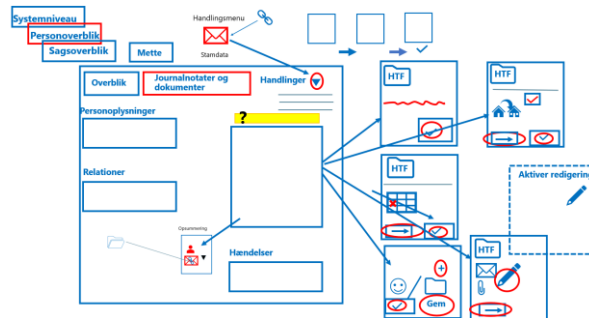 Systemniveau
Personoverblik
Sagsoverblik
Mette
Handlingsmenu
Stamdata
Overblik
Journalnotater og
dokumenter
Handlinger
Personoplysninger
?
Relationer
Opsummering
Hændelser
HTF
HTF
HTF
Aktiver redigering
Gem
HTF